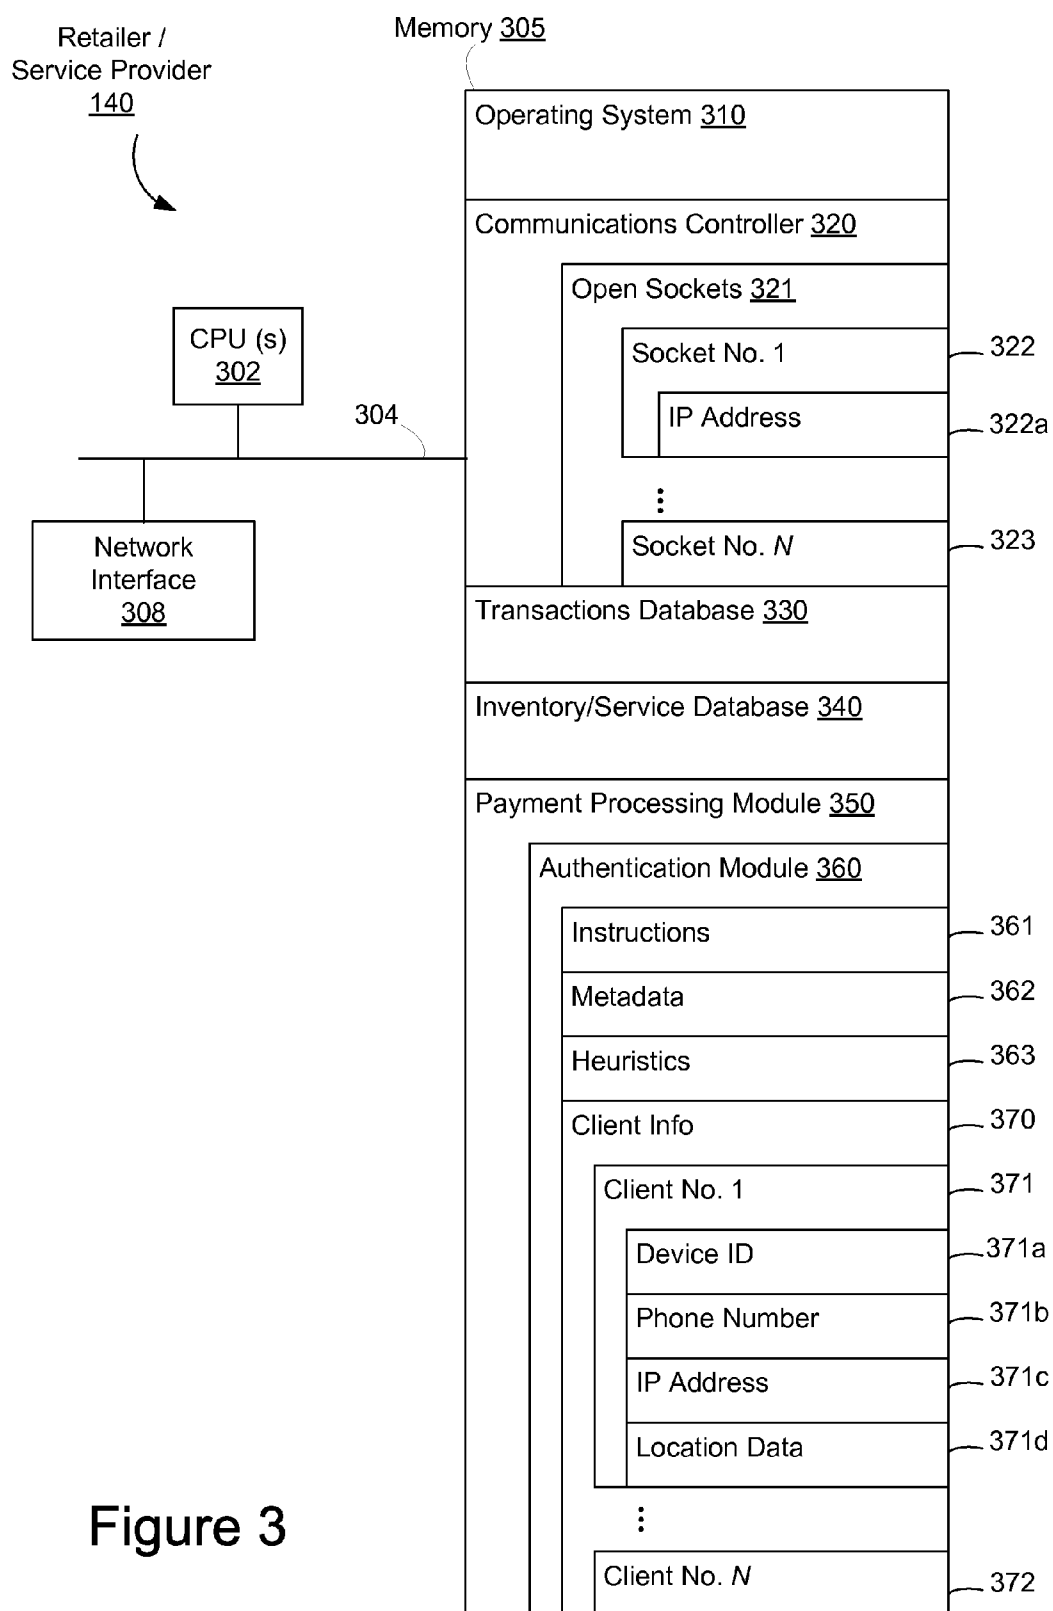 Retailer /
Service Provider
140
Memory 305
Operating System 310
Communications Controller 320
Open Sockets 321
Socket No. 1
322
IP Address
322a
⋮
Socket No. N
323
CPU (s)
302
304
Network
Interface
308
Transactions Database 330
Inventory/Service Database 340
Payment Processing Module 350
Authentication Module 360
Instructions
361
Metadata
362
Heuristics
363
Client Info
370
Client No. 1
371
Device ID
371a
Phone Number
371b
IP Address
371c
Location Data
371d
⋮
Client No. N
372
Figure 3